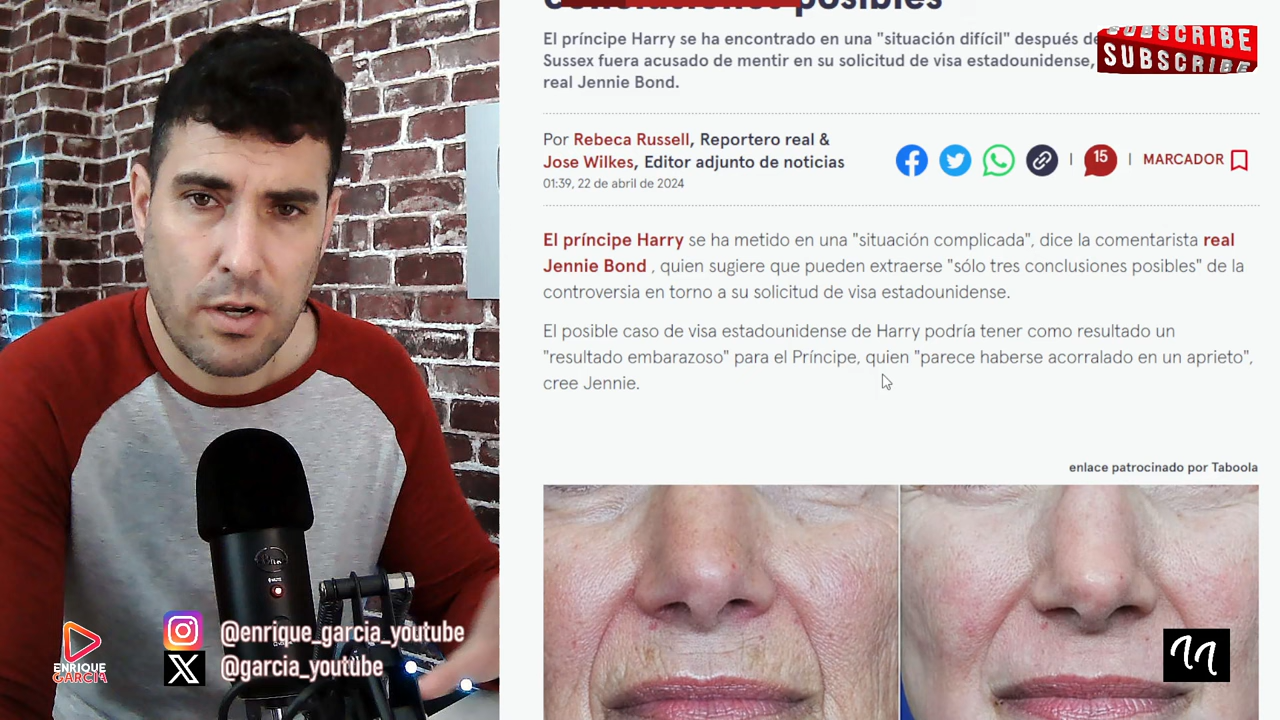 conclusiones posibles
El príncipe Harry se ha encontrado en una "situación difícil" después de
Sussex fuera acusado de mentir en su solicitud de visa estadounidense,
real Jennie Bond.
SUBSCRIBE
SUBSCRIBE
Por Rebeca Russell, Reportero real &
Jose Wilkes, Editor adjunto de noticias
01:39, 22 de abril de 2024
15
MARCADOR
El príncipe Harry se ha metido en una "situación complicada", dice la comentarista real
Jennie Bond , quien sugiere que pueden extraerse "sólo tres conclusiones posibles" de la
controversia en torno a su solicitud de visa estadounidense.
El posible caso de visa estadounidense de Harry podría tener como resultado un
"resultado embarazoso" para el Príncipe, quien "parece haberse acorralado en un aprieto",
cree Jennie.
enlace patrocinado por Taboola
@enrique_garcia_youtube
@garcia_youtube
ENRIQUE
GARCIA